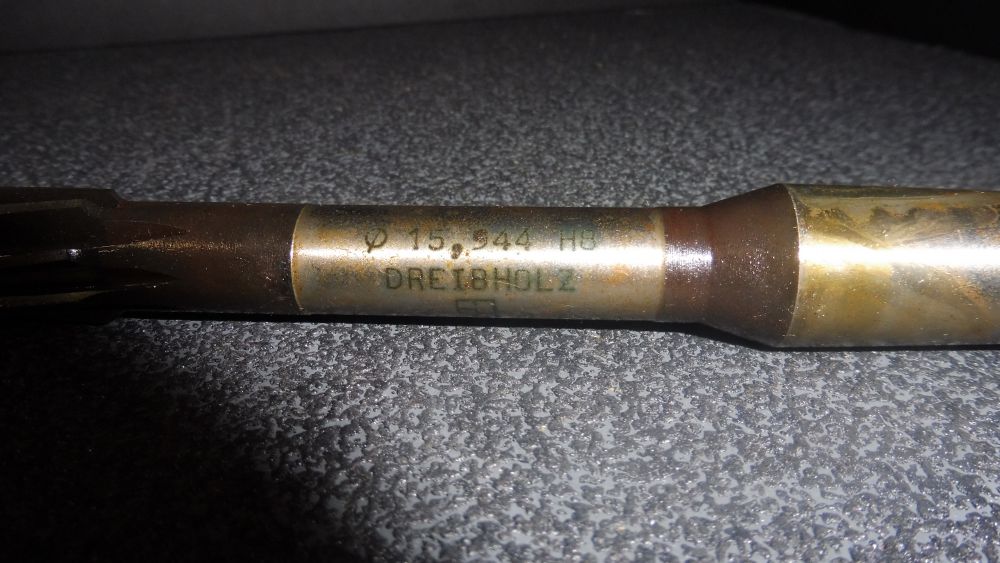 Ø 15,944 H8
DREIBHOLZ